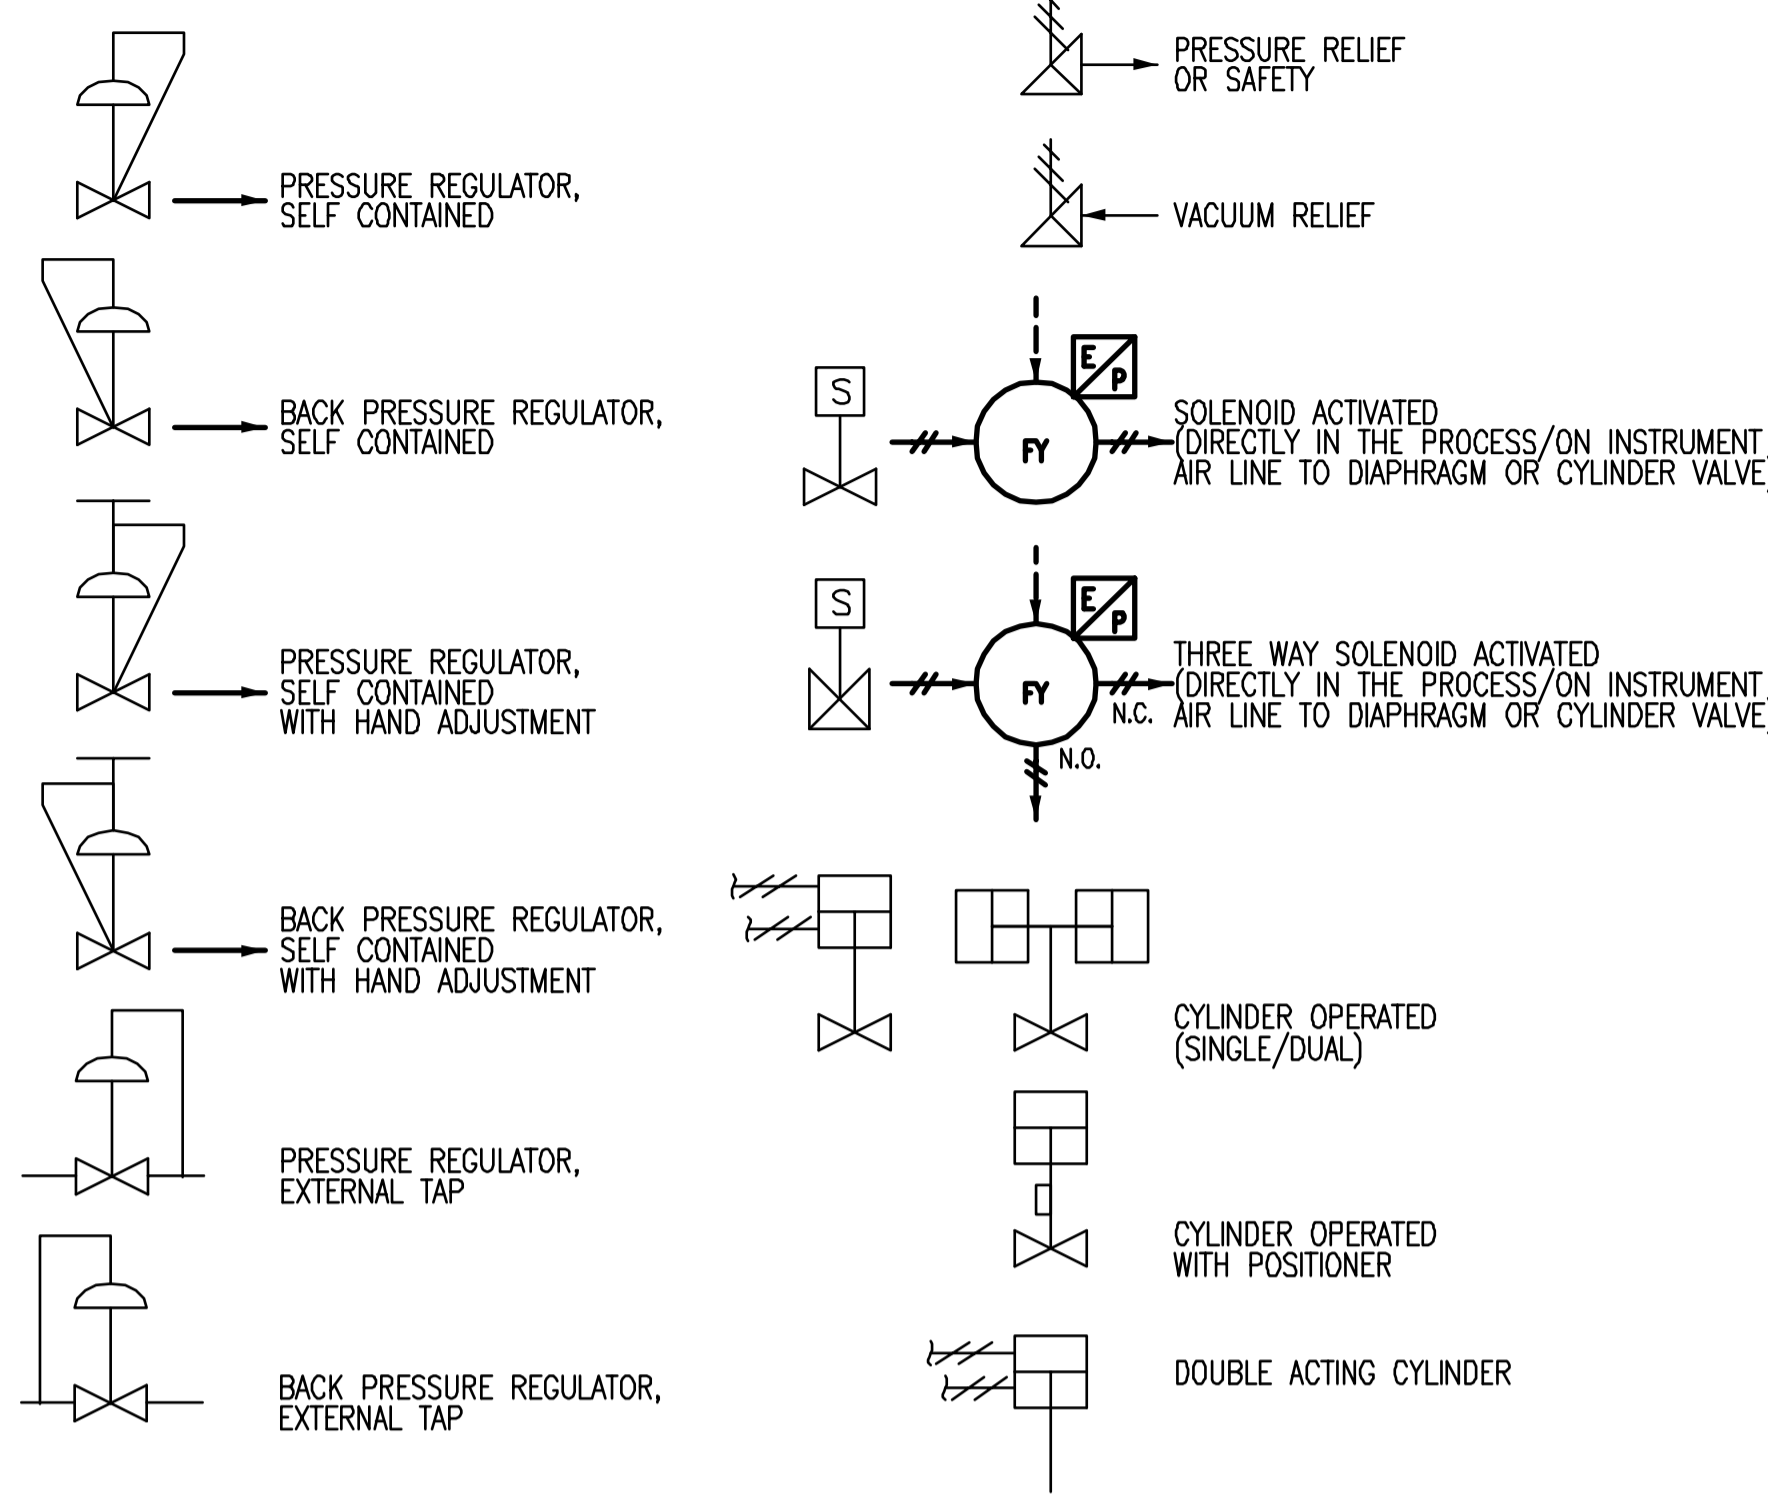 PRESSURE REGULATOR,
SELF CONTAINED
BACK PRESSURE REGULATOR,
SELF CONTAINED
PRESSURE REGULATOR,
SELF CONTAINED
WITH HAND ADJUSTMENT
BACK PRESSURE REGULATOR,
SELF CONTAINED
WITH HAND ADJUSTMENT
PRESSURE REGULATOR,
EXTERNAL TAP
BACK PRESSURE REGULATOR,
EXTERNAL TAP
PRESSURE RELIEF
OR SAFETY
VACUUM RELIEF
S
E
P
FY
SOLENOID ACTIVATED
(DIRECTLY IN THE PROCESS/ON INSTRUMENT
AIR LINE TO DIAPHRAGM OR CYLINDER VALVE)
S
E
P
FY
N.C.
N.O.
THREE WAY SOLENOID ACTIVATED
(DIRECTLY IN THE PROCESS/ON INSTRUMENT
AIR LINE TO DIAPHRAGM OR CYLINDER VALVE)
CYLINDER OPERATED
(SINGLE/DUAL)
CYLINDER OPERATED
WITH POSITIONER
DOUBLE ACTING CYLINDER